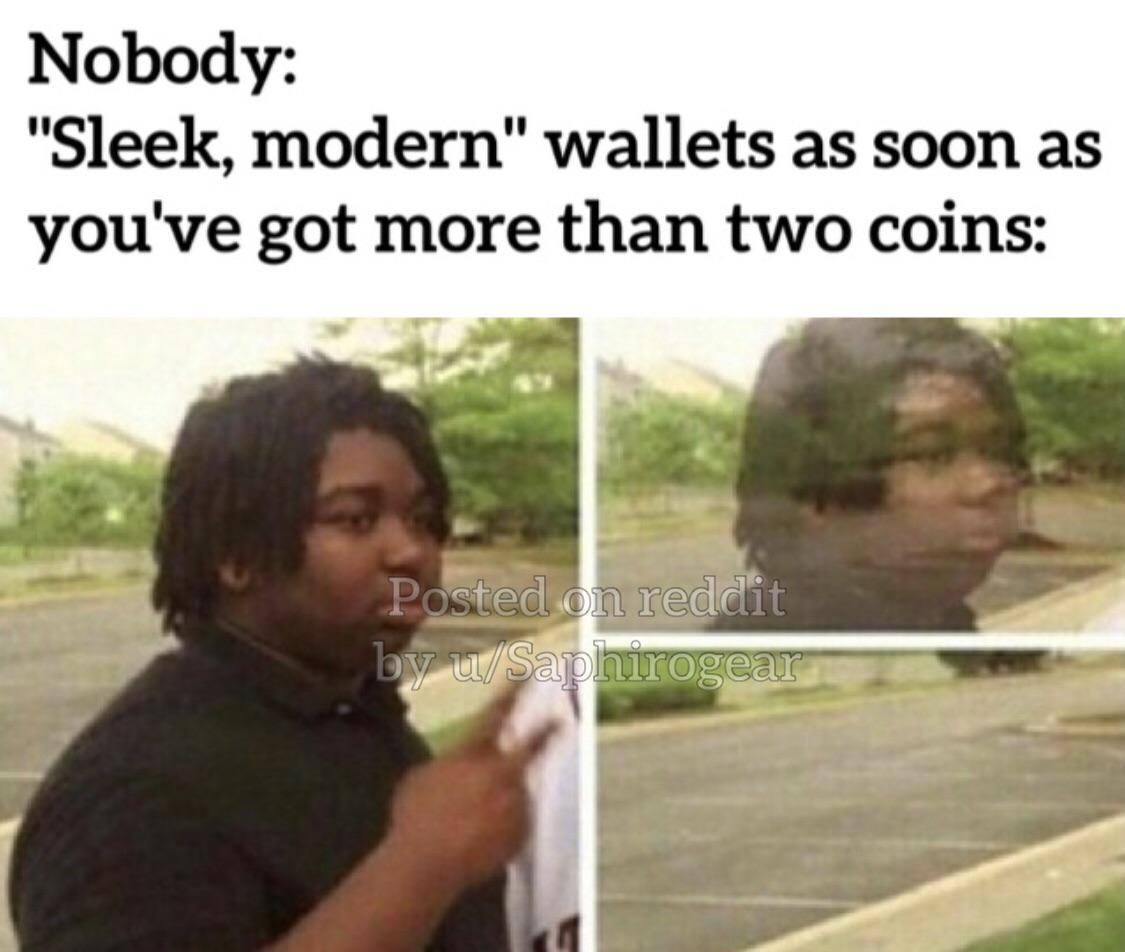 Nobody:
"Sleek, modern" wallets as soon as
you've got more than two coins:
Posted on reddit
by u/Saphirogear